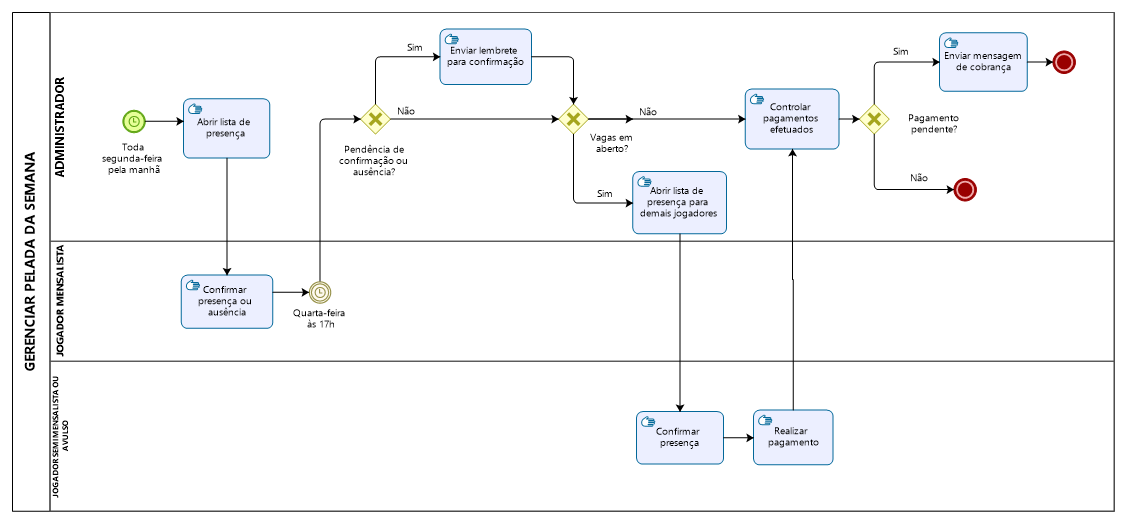 GERENCIAR PELADA DA SEMANA
ADMINISTRADOR
Toda
segunda-feira
pela manhã
Abrir lista de
presença
Pendência de
confirmação ou
ausência?
Sim
Não
Enviar lembrete
para confirmação
Vagas em
aberto?
Não
Sim
Abrir lista de
presença para
demais jogadores
Controlar
pagamentos
efetuados
Pagamento
pendente?
Sim
Não
Enviar mensagem
de cobrança
JOGADOR MENSALISTA
Confirmar
presença ou
ausência
Quarta-feira
às 17h
JOGADOR SEMIMENSALISTA OU
AVULSO
Confirmar
presença
Realizar
pagamento